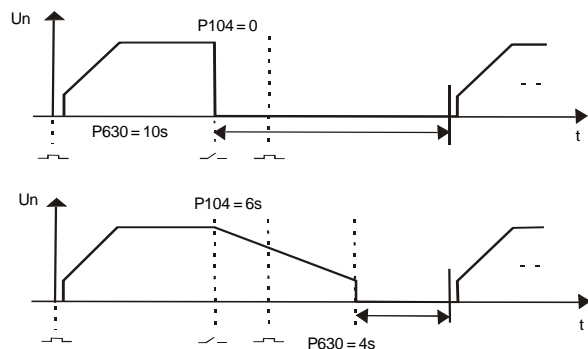 Un
P104 = 0
P630 = 10s
t
Un
P104 = 6s
t
P630 = 4s